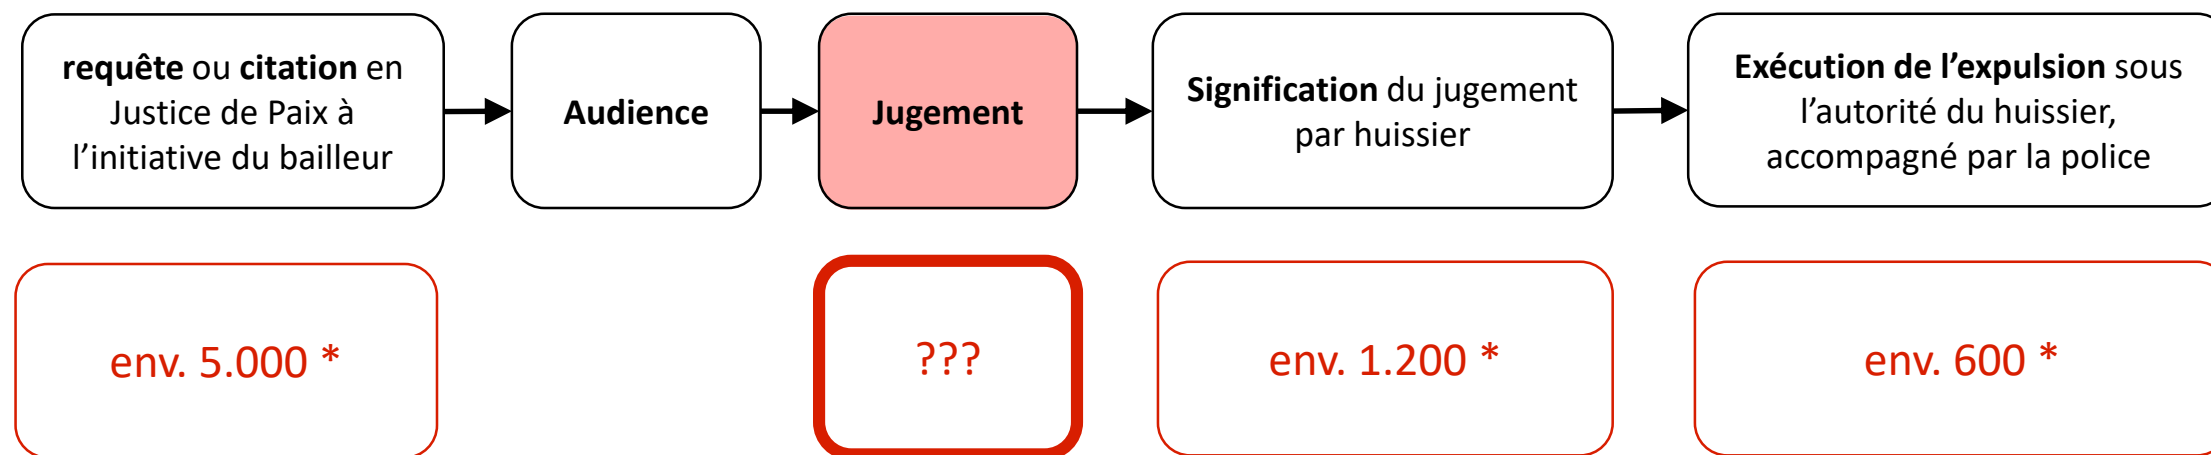 requête ou citation en
Justice de Paix à
l’initiative du bailleur
Audience
Jugement
Signification du jugement
par huissier
Exécution de l’expulsion sous
l’autorité du huissier,
accompagné par la police
env. 5.000 *
???
env. 1.200 *
env. 600 *